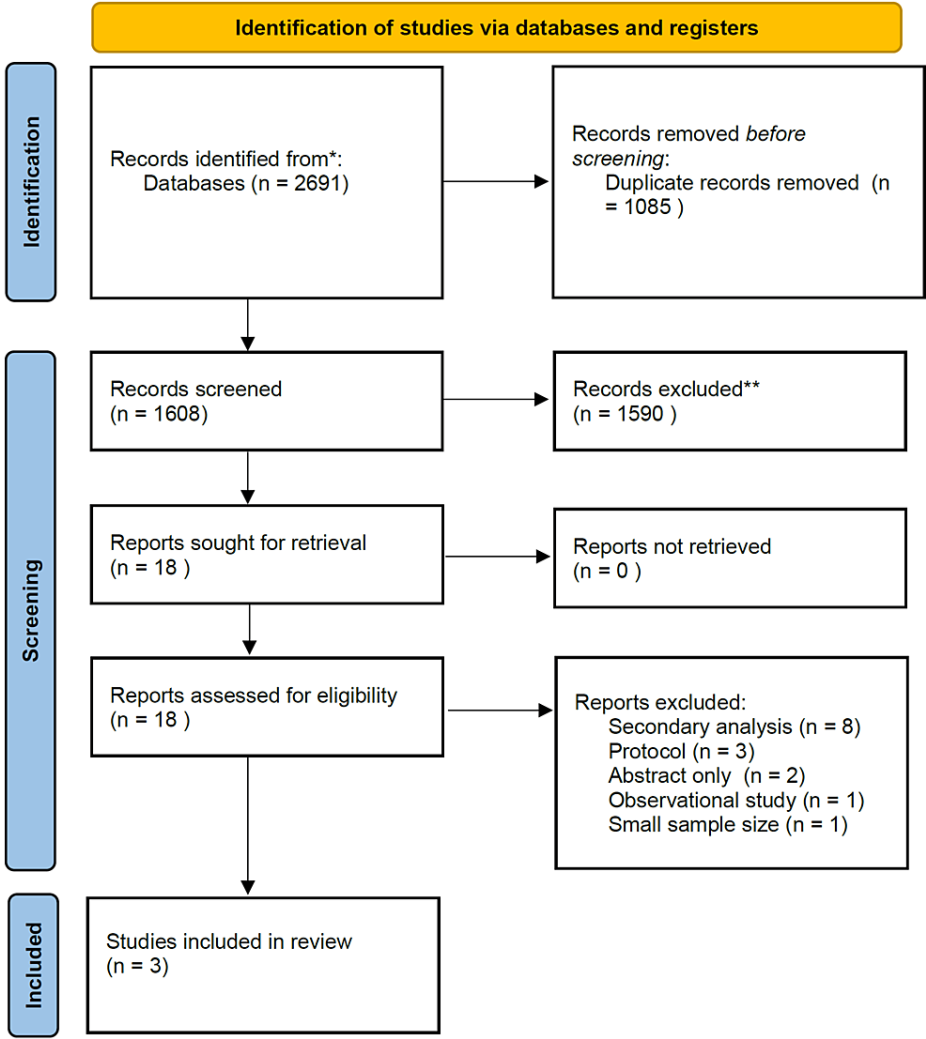 Identification of studies via databases and registers
Identification
Records identified from*:
Databases (n = 2691)
Records removed before
screening:
Duplicate records removed  (n
= 1085 )
Screening
Records screened
(n = 1608)
Records excluded**
(n = 1590 )
Reports sought for retrieval
(n = 18 )
Reports not retrieved
(n = 0 )
Reports assessed for eligibility
(n = 18 )
Reports excluded:
Secondary analysis (n = 8)
Protocol (n = 3)
Abstract only  (n = 2)
Observational study (n = 1)
Small sample size (n = 1)
Included
Studies included in review
(n = 3)